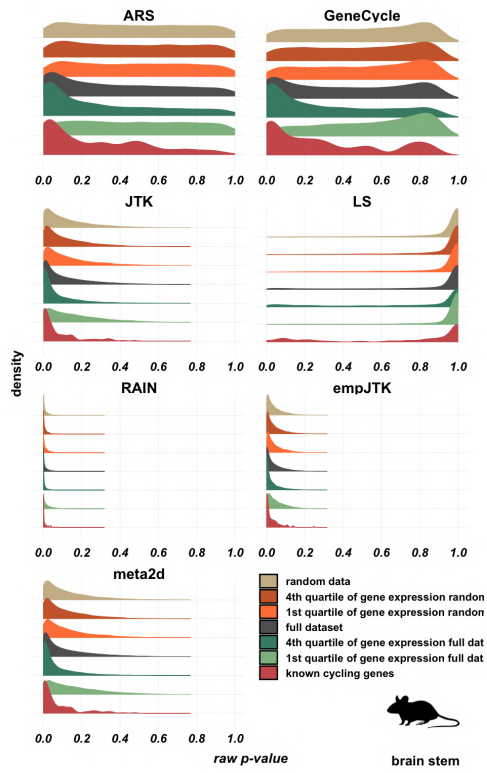 ARS GeneCycle
0.0 0.2 0.4 0.6 0.8 1.0 0.0 0.2 0.4 0.6 0.8 1.0
JTK LS
0.0 0.2 0.4 0.6 0.8 1.0 0.0 0.2 0.4 0.6 0.8 1.0
density
RAIN empJTK
0.0 0.2 0.4 0.6 0.8 1.0 0.0 0.2 0.4 0.6 0.8 1.0
meta2d
0.0 0.2 0.4 0.6 0.8 1.0
random data
4th quartile of gene expression random
1st quartile of gene expression random
full dataset
4th quartile of gene expression full dat
1st quartile of gene expression full dat
known cycling genes
raw p-value
brain stem